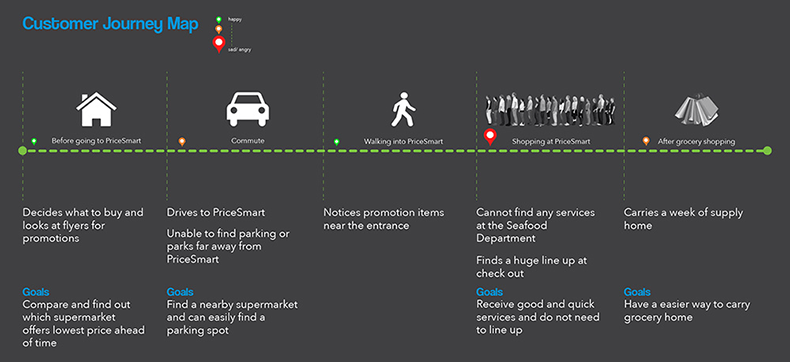 Customer Journey Map
happy
sad/ angry
Before going to PriceSmart
Commute
Walking into PriceSmart
Shopping at PriceSmart
After grocery shopping
Decides what to buy and
looks at flyers for
promotions
Drives to PriceSmart
Unable to find parking or
parks far away from
PriceSmart
Notices promotion items
near the entrance
Cannot find any services
at the Seafood
Department
Finds a huge line up at
check out
Carries a week of supply
home
Goals
Compare and find out
which supermarket
offers lowest price ahead
of time
Goals
Find a nearby supermarket
and can easily find a
parking spot
Goals
Receive good and quick
services and do not need
to line up
Goals
Have a easier way to carry
grocery home